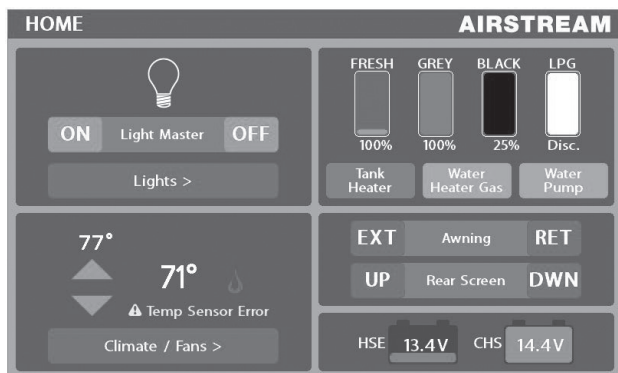 HOME
AIRSTREAM
ON Light Master OFF
Lights >
FRESH GREY BLACK LPG
100% 100% 25% Disc.
Tank Heater
Water Heater Gas
Water Pump
77°
71°
Temp Sensor Error
Climate / Fans >
EXT Awning RET
UP Rear Screen DWN
HSE 13.4V CHS 14.4V